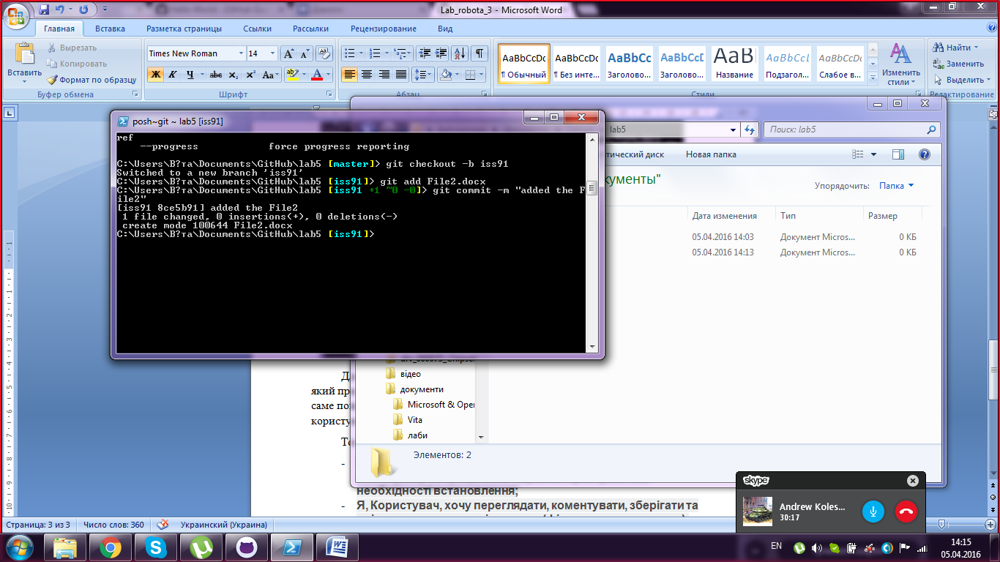 Lab_robota_3 - Microsoft Word
Главная Вставка Разметка страницы Ссылки Рассылки Рецензирование Вид
Вставить
Вырезать
Копировать
Формат по образцу
Буфер обмена
Times New Roman 14
Ж К Ч abc x₂ x² Aa
Шрифт
Абзац
AaBbCcDc AaBbCcDc AaBbCc AaBbCcD AaB AaBbCcL AaBbCcDc
¶ Обычный ¶ Без инте... Заголово... Заголово... Название Подзагол... Слабое в...
Изменить стили
Стили
Найти
Заменить
Выделить
Редактирование
posh~git ~ lab5 [iss91]
ref
--progress force progress reporting
C:\Users\В?та\Documents\GitHub\lab5 [master]> git checkout -b iss91
Switched to a new branch 'iss91'
C:\Users\В?та\Documents\GitHub\lab5 [iss91]> git add File2.docx
C:\Users\В?та\Documents\GitHub\lab5 [iss91 +1 ~0 -0]> git commit -m "added the F
ile2"
[iss91 8ce5b91] added the File2
1 file changed, 0 insertions(+), 0 deletions(-)
create mode 100644 File2.docx
C:\Users\В?та\Documents\GitHub\lab5 [iss91]>
lab5
Поиск: lab5
тический диск Новая папка
кументы"
Упорядочить: Папка
Дата изменения Тип Размер
05.04.2016 14:03 Документ Micros... 0 КБ
05.04.2016 14:13 Документ Micros... 0 КБ
відео
документи
Microsoft & Oper
Vita
лаби
Элементов: 2
який пр
саме по
користу
необхідності встановлення;
- Я, Користувач, хочу переглядати, коментувати, зберігати та
skype
Andrew Koles...
30:17
Страница: 3 из 3 Число слов: 360 Украинский (Украина) 100%
EN
14:15
05.04.2016